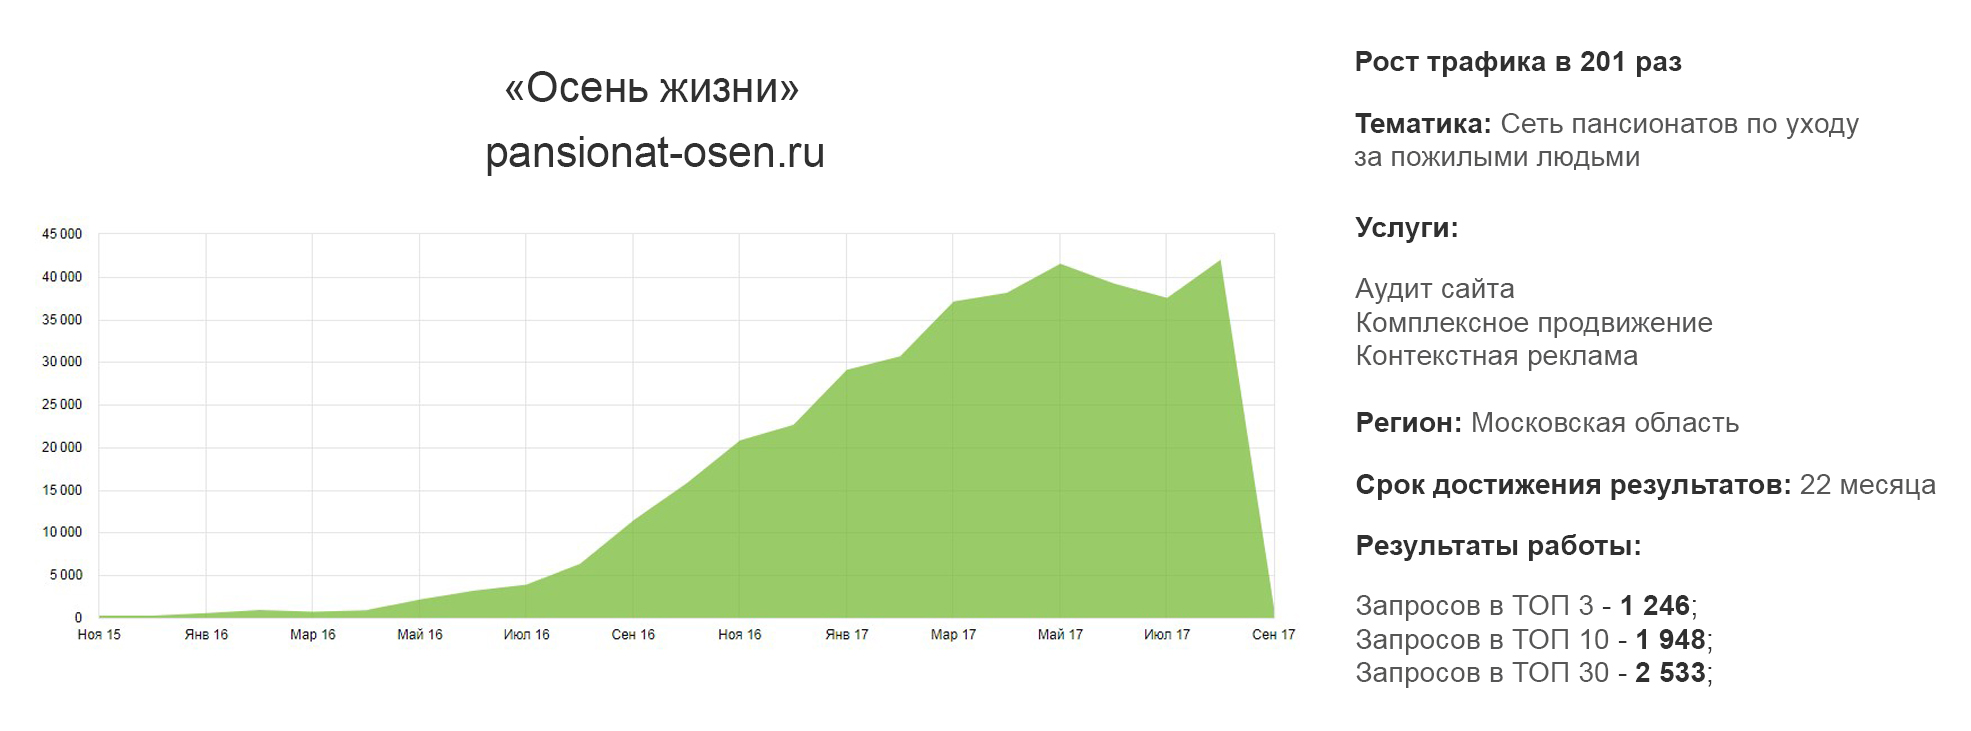 «Осень жизни»
pansionat-osen.ru
45 000
40 000
35 000
30 000
25 000
20 000
15 000
10 000
5 000
0
Ноя 15 Янв 16 Мар 16 Май 16 Июл 16 Сен 16 Ноя 16 Янв 17 Мар 17 Май 17 Июл 17 Сен 17
Рост трафика в 201 раз
Тематика: Сеть пансионатов по уходу
за пожилыми людьми
Услуги:
Аудит сайта
Комплексное продвижение
Контекстная реклама
Регион: Московская область
Срок достижения результатов: 22 месяца
Результаты работы:
Запросов в ТОП 3 - 1 246;
Запросов в ТОП 10 - 1 948;
Запросов в ТОП 30 - 2 533;